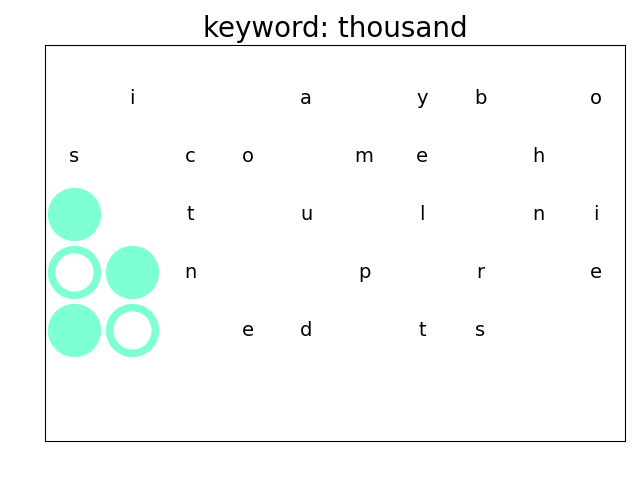 keyword: thousand
i a y b o
s c o m e h
t u l n i
n p r e
e d t s